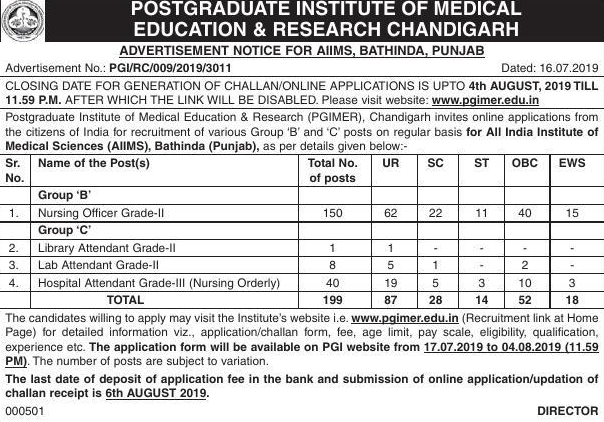 POSTGRADUATE INSTITUTE OF MEDICAL
EDUCATION & RESEARCH CHANDIGARH
ADVERTISEMENT NOTICE FOR AIIMS, BATHINDA, PUNJAB
Advertisement No.: PGI/RC/009/2019/3011 Dated: 16.07.2019
CLOSING DATE FOR GENERATION OF CHALLAN/ONLINE APPLICATIONS IS UPTO 4th AUGUST, 2019 TILL
11.59 P.M. AFTER WHICH THE LINK WILL BE DISABLED. Please visit website: www.pgimer.edu.in
Postgraduate Institute of Medical Education & Research (PGIMER), Chandigarh invites online applications from
the citizens of India for recruitment of various Group 'B' and 'C' posts on regular basis for All India Institute of
Medical Sciences (AIIMS), Bathinda (Punjab), as per details given below:-
Sr. Name of the Post(s) Total No. UR SC ST OBC EWS
No. of posts
Group 'B'
1. Nursing Officer Grade-II 150 62 22 11 40 15
Group 'C'
2. Library Attendant Grade-II 1 1 - - - -
3. Lab Attendant Grade-II 8 5 1 - 2 -
4. Hospital Attendant Grade-III (Nursing Orderly) 40 19 5 3 10 3
TOTAL 199 87 28 14 52 18
The candidates willing to apply may visit the Institute's website i.e. www.pgimer.edu.in (Recruitment link at Home
Page) for detailed information viz., application/challan form, fee, age limit, pay scale, eligibility, qualification,
experience etc. The application form will be available on PGI website from 17.07.2019 to 04.08.2019 (11.59
PM). The number of posts are subject to variation.
The last date of deposit of application fee in the bank and submission of online application/updation of
challan receipt is 6th AUGUST 2019.
000501 DIRECTOR